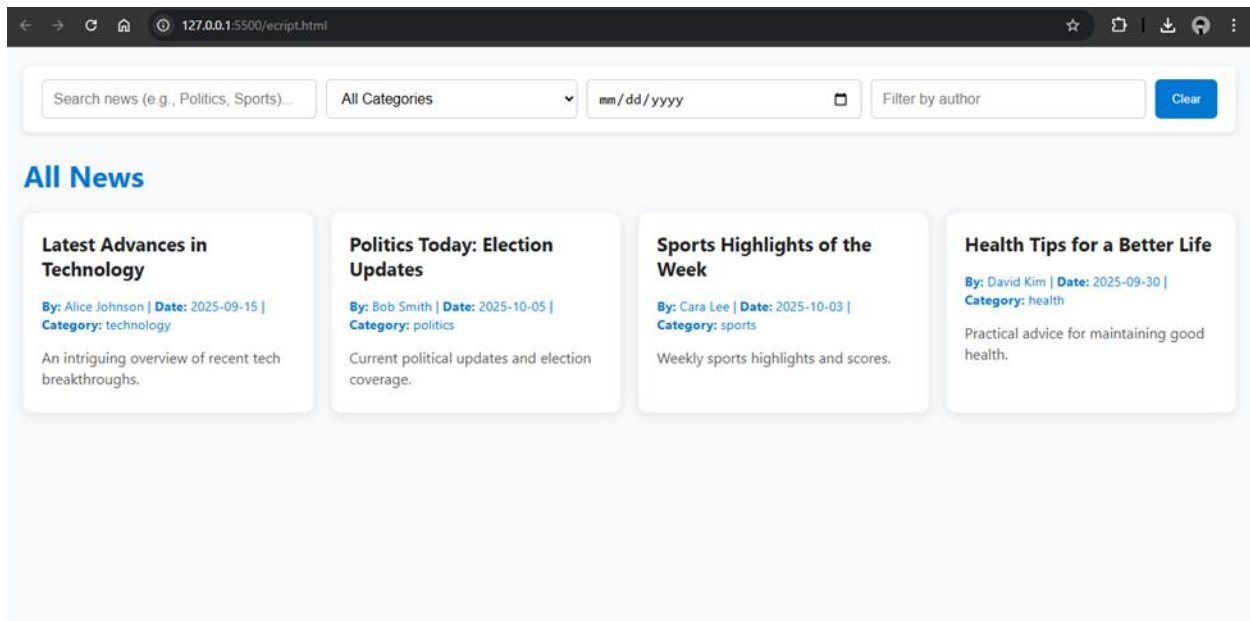 127.0.0.1:5500/ecript.html
Search news (e.g., Politics, Sports)...
All Categories
mm/dd/yyyy
Filter by author
Clear
All News
Latest Advances in
Technology
By: Alice Johnson | Date: 2025-09-15 |
Category: technology
An intriguing overview of recent tech
breakthroughs.
Politics Today: Election
Updates
By: Bob Smith | Date: 2025-10-05 |
Category: politics
Current political updates and election
coverage.
Sports Highlights of the
Week
By: Cara Lee | Date: 2025-10-03 |
Category: sports
Weekly sports highlights and scores.
Health Tips for a Better Life
By: David Kim | Date: 2025-09-30 |
Category: health
Practical advice for maintaining good
health.